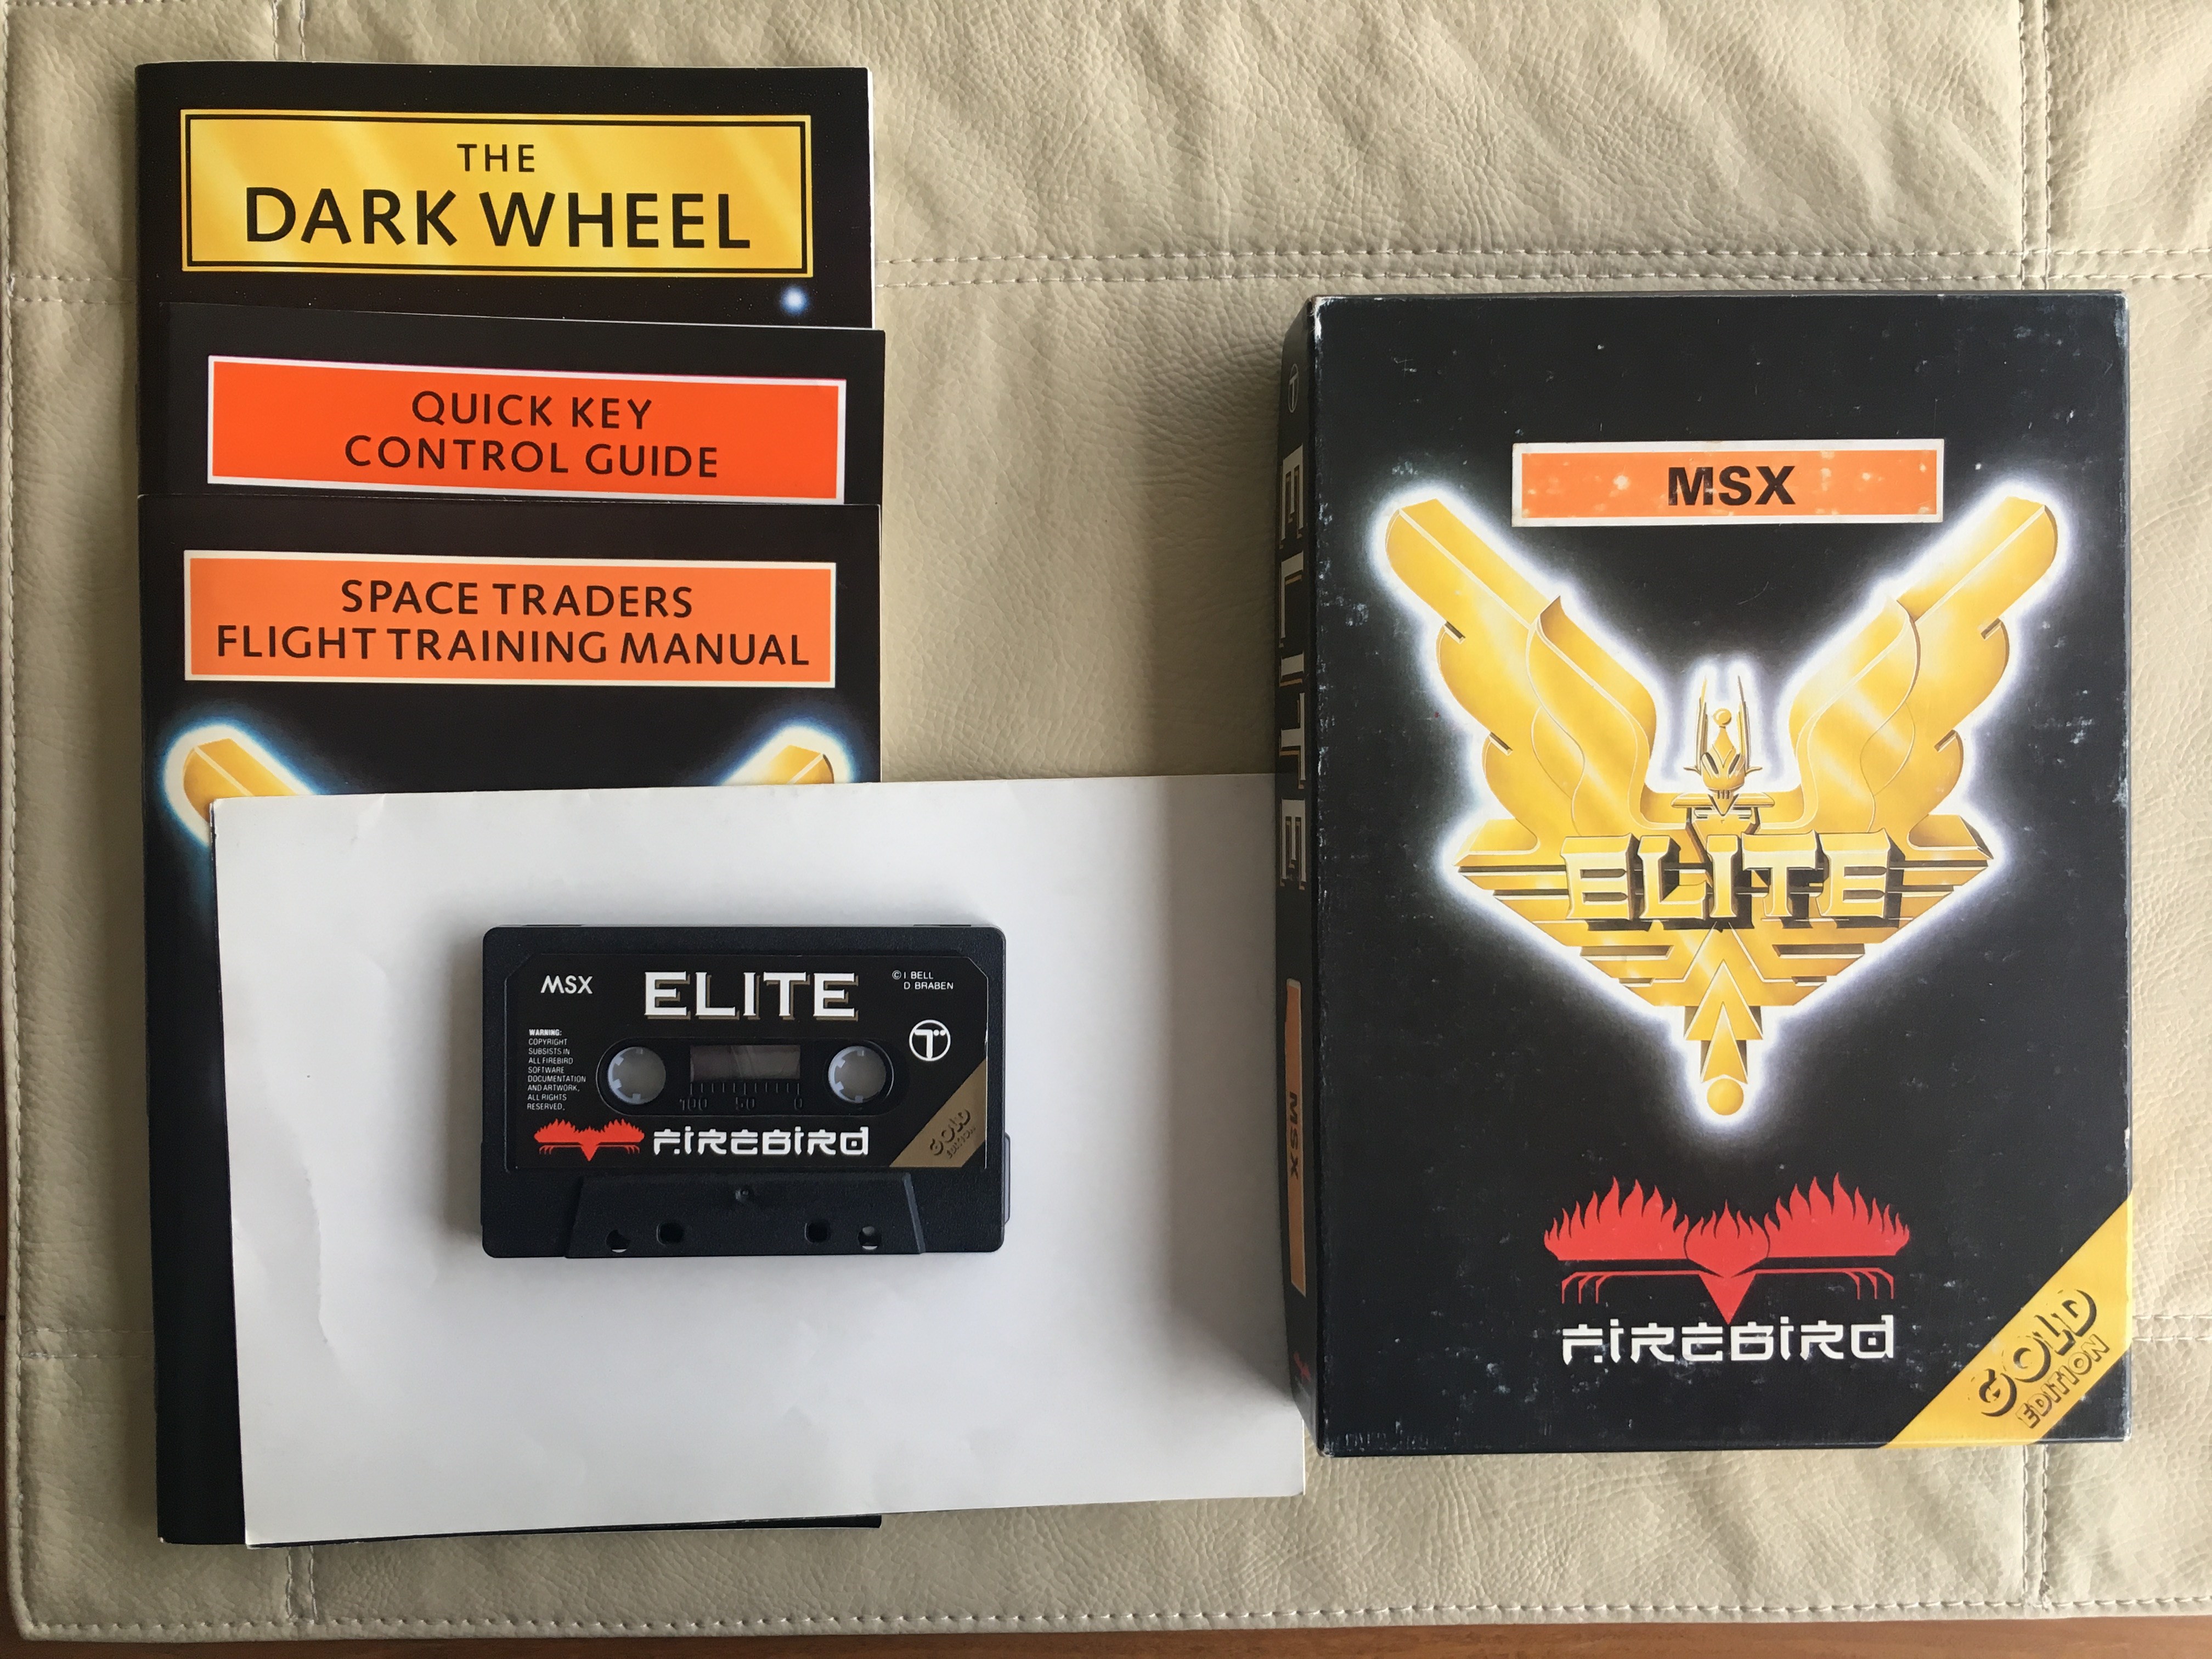 THE
DARK WHEEL
QUICK KEY
CONTROL GUIDE
SPACE TRADERS
FLIGHT TRAINING MANUAL
MSX
ELITE
© I BELL
D BRABEN
WARNING:
COPYRIGHT
SUBSISTS IN
ALL FIREBIRD
SOFTWARE
DOCUMENTATION
AND ARTWORK.
ALL RIGHTS
RESERVED.
100 50 0
FIREBIRD
GOLD
EDITION
ELITE
MSX
MSX
ELITE
FIREBIRD
GOLD
EDITION